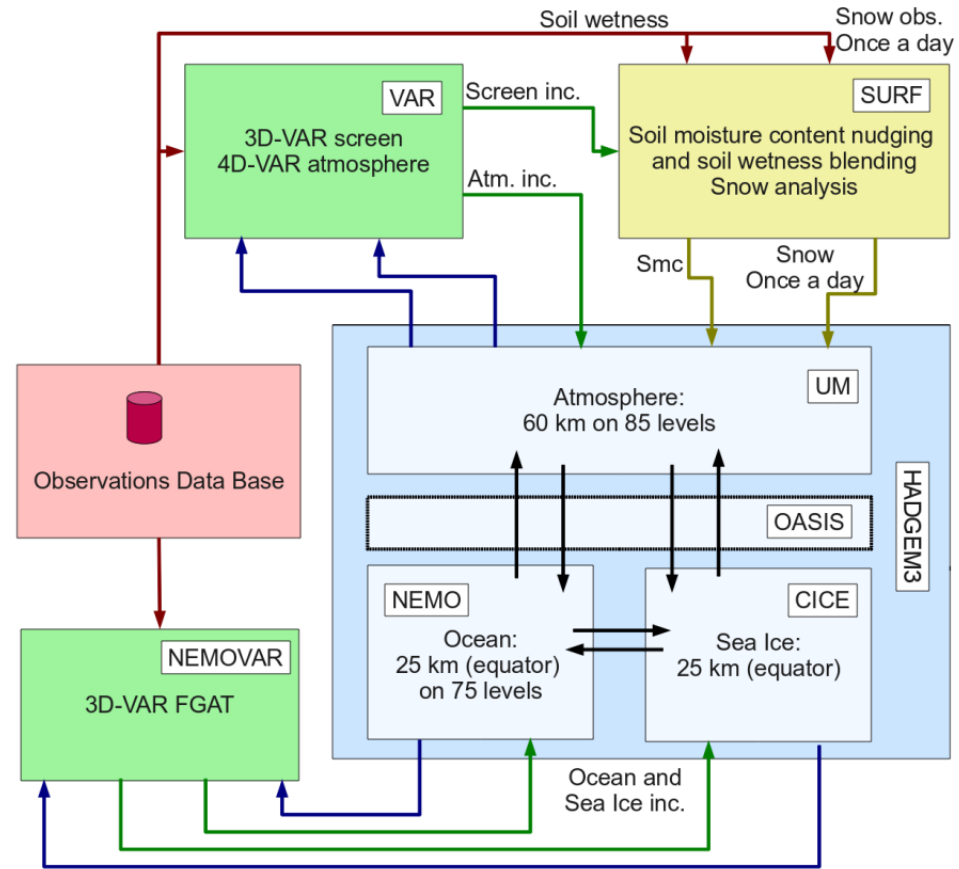 Soil wetness
Snow obs.
Once a day
VAR
3D-VAR screen
4D-VAR atmosphere
Screen inc.
Atm. inc.
SURF
Soil moisture content nudging
and soil wetness blending
Snow analysis
Smc
Snow
Once a day
UM
Atmosphere:
60 km on 85 levels
Observations Data Base
OASIS
HADGEM3
NEMO
Ocean:
25 km (equator)
on 75 levels
CICE
Sea Ice:
25 km (equator)
NEMOVAR
3D-VAR FGAT
Ocean and
Sea Ice inc.